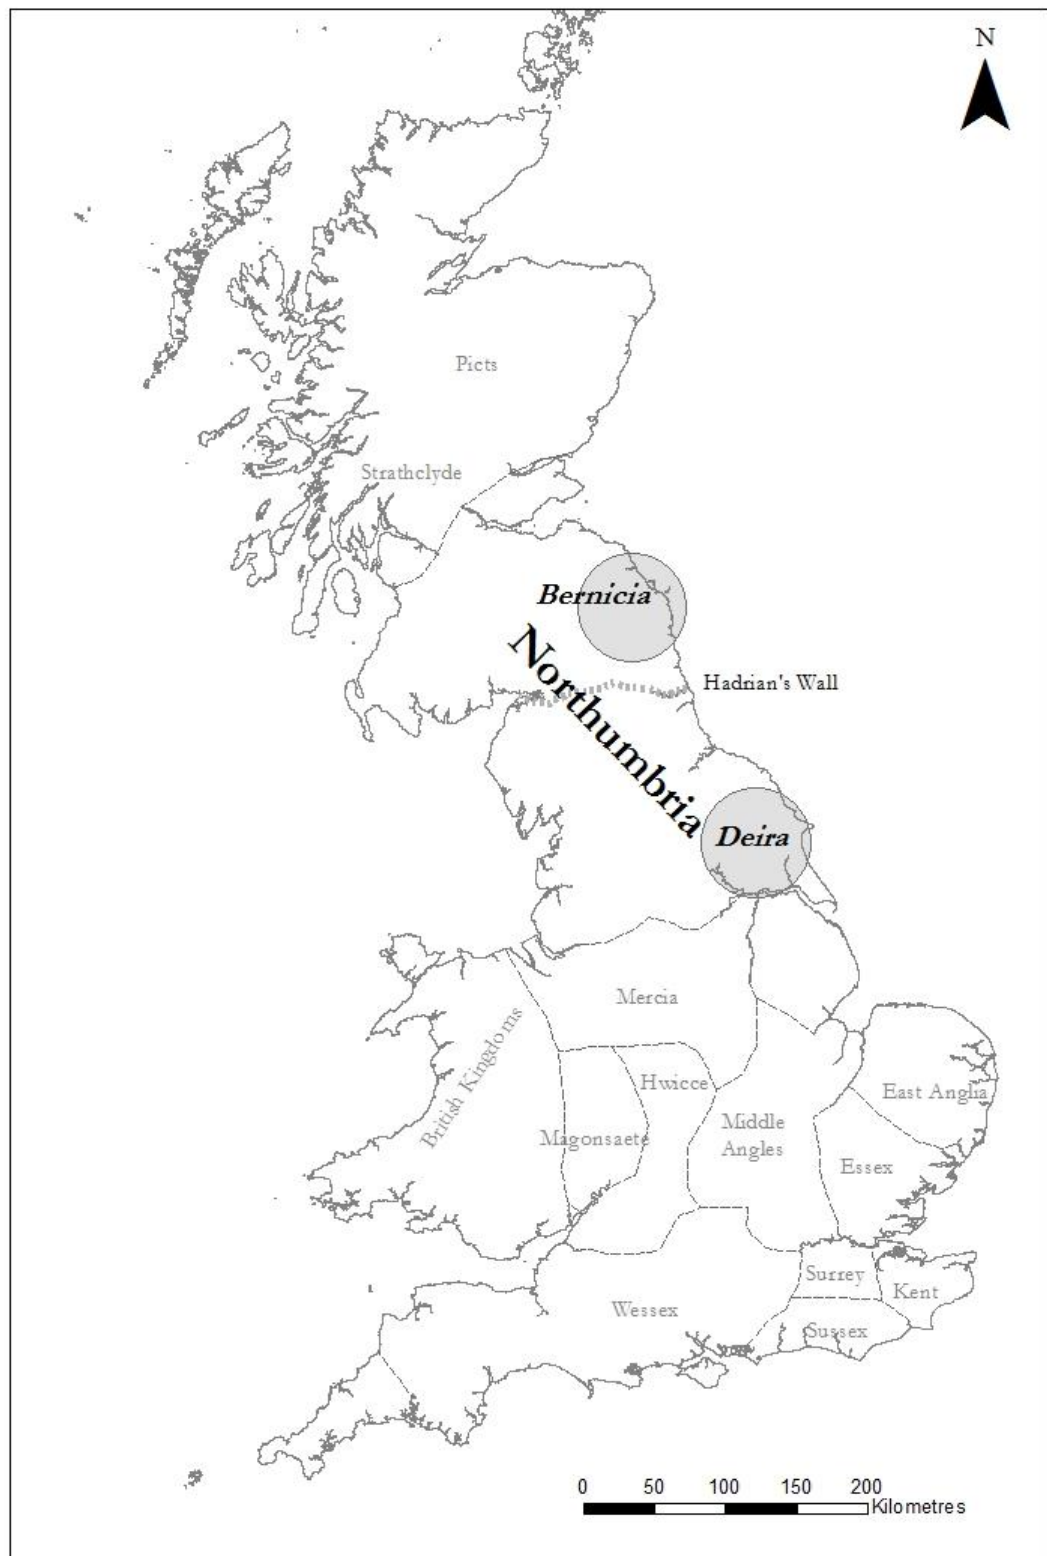 N
Picts
Strathclyde
Bernicia
Northumbria
Hadrian's Wall
Deira
Mercia
British Kingdoms
Hwicce
East Anglia
Magonsaete
Middle
Angles
Essex
Surrey
Kent
Wessex
Sussex
0 50 100 150 200
Kilometres